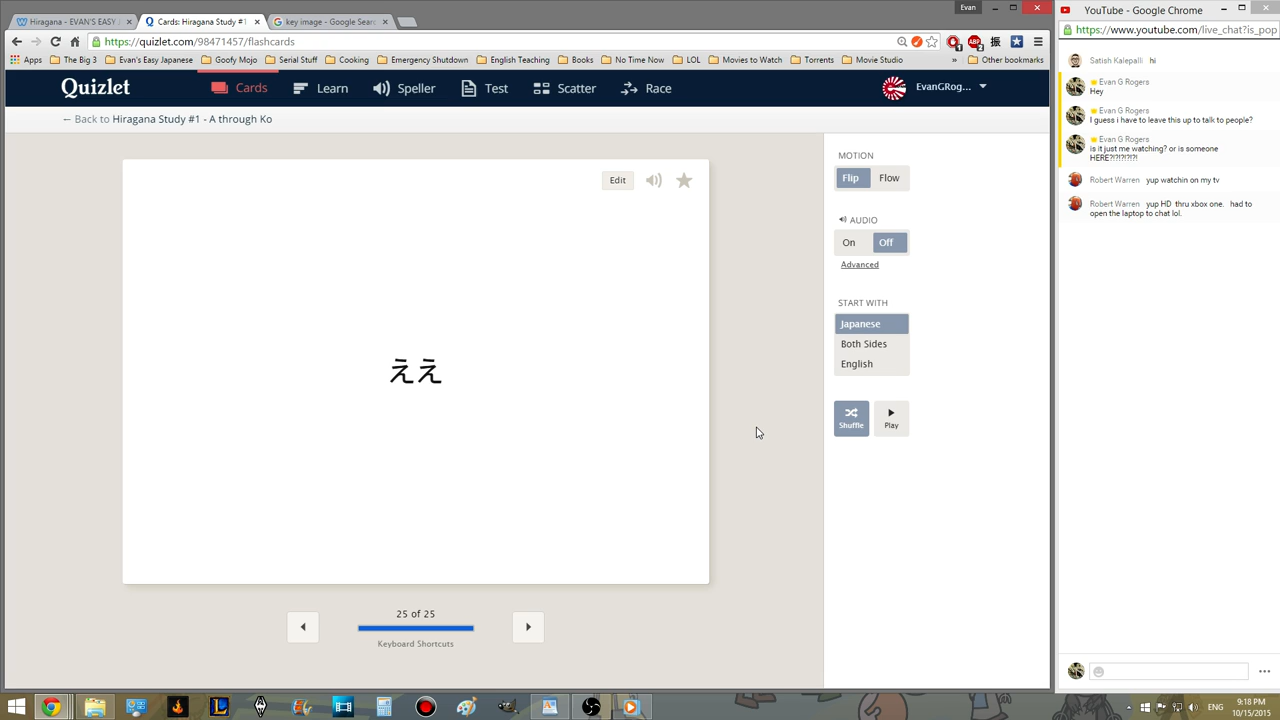 Hiragana - EVAN'S EASY J
Cards: Hiragana Study #1
key image - Google Search
Evan
https://quizlet.com/98471457/flashcards
Apps
The Big 3
Evan's Easy Japanese
Goofy Mojo
Serial Stuff
Cooking
Emergency Shutdown
English Teaching
Books
No Time Now
LOL
Movies to Watch
Torrents
Movie Studio
»
Other bookmarks
Quizlet
Cards
Learn
Speller
Test
Scatter
Race
EvanGRog...
← Back to Hiragana Study #1 - A through Ko
Edit
ええ
25 of 25
Keyboard Shortcuts
MOTION
Flip
Flow
AUDIO
On
Off
Advanced
START WITH
Japanese
Both Sides
English
Shuffle
Play
YouTube - Google Chrome
https://www.youtube.com/live_chat?is_pop
Satish Kalepalli hi
Evan G Rogers
Hey
Evan G Rogers
I guess i have to leave this up to talk to people?
Evan G Rogers
is it just me watching? or is someone
HERE?!?!?!?!?!
Robert Warren yup watchin on my tv
Robert Warren yup HD thru xbox one. had to
open the laptop to chat lol.
ENG
9:18 PM
10/15/2015